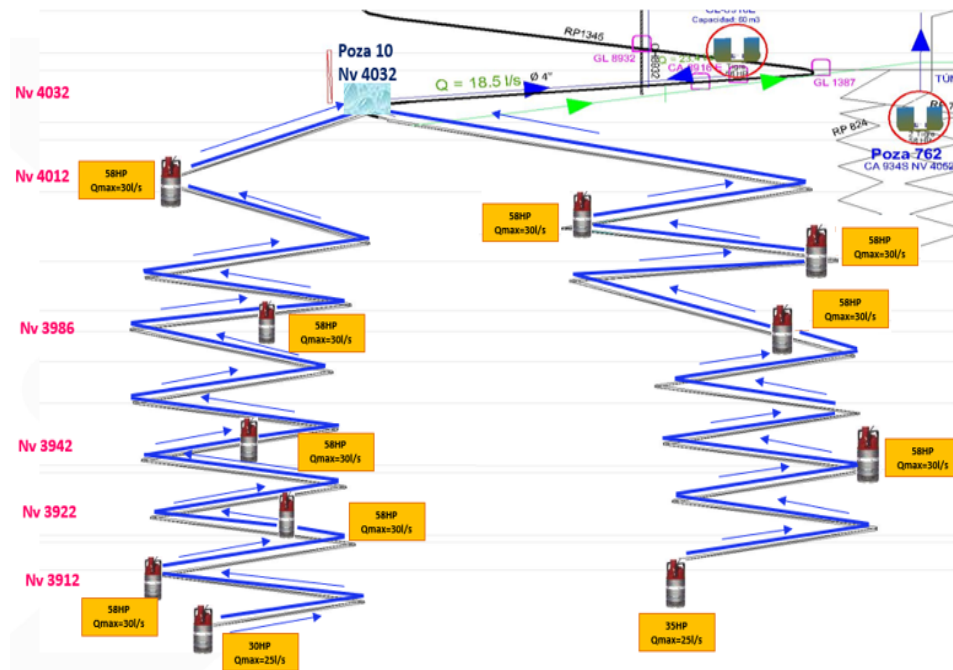 GL-8916E
Capacidad: 60 m3
RP1345
Poza 10
Nv 4032
GL 8932
Nv 4032
Q = 18.5 l/s
Ø 4"
GL 1387
RP 824
Poza 762
CA 934S NV 4052
Nv 4012
58HP
Qmax=30l/s
58HP
Qmax=30l/s
58HP
Qmax=30l/s
Nv 3986
58HP
Qmax=30l/s
58HP
Qmax=30l/s
Nv 3942
58HP
Qmax=30l/s
58HP
Qmax=30l/s
Nv 3922
58HP
Qmax=30l/s
Nv 3912
58HP
Qmax=30l/s
30HP
Qmax=25l/s
35HP
Qmax=25l/s